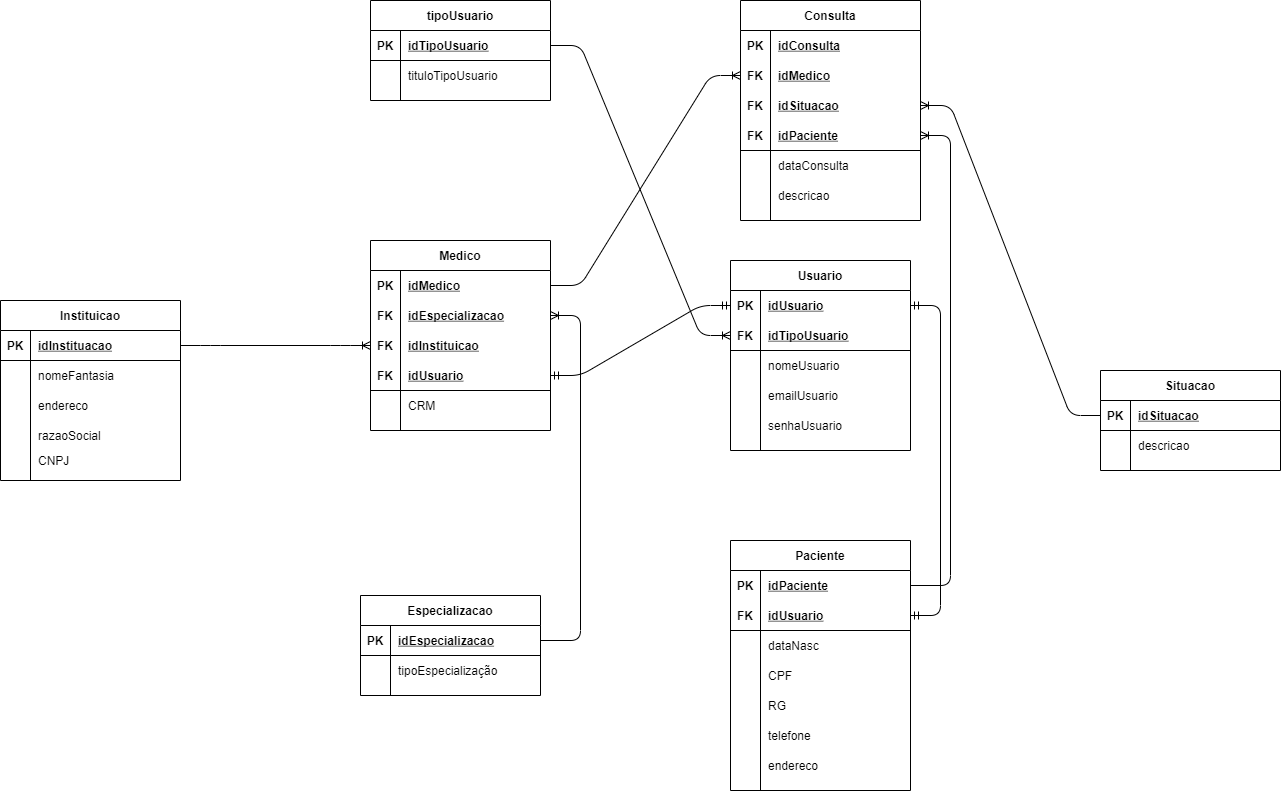 tipoUsuario
PK idTipoUsuario
tituloTipoUsuario
Consulta
PK idConsulta
FK idMedico
FK idSituacao
FK idPaciente
dataConsulta
descricao
Medico
PK idMedico
FK idEspecializacao
FK idInstituicao
FK idUsuario
CRM
Usuario
PK idUsuario
FK idTipoUsuario
nomeUsuario
emailUsuario
senhaUsuario
Instituicao
PK idInstituacao
nomeFantasia
endereco
razaoSocial
CNPJ
Situacao
PK idSituacao
descricao
Especializacao
PK idEspecializacao
tipoEspecialização
Paciente
PK idPaciente
FK idUsuario
dataNasc
CPF
RG
telefone
endereco